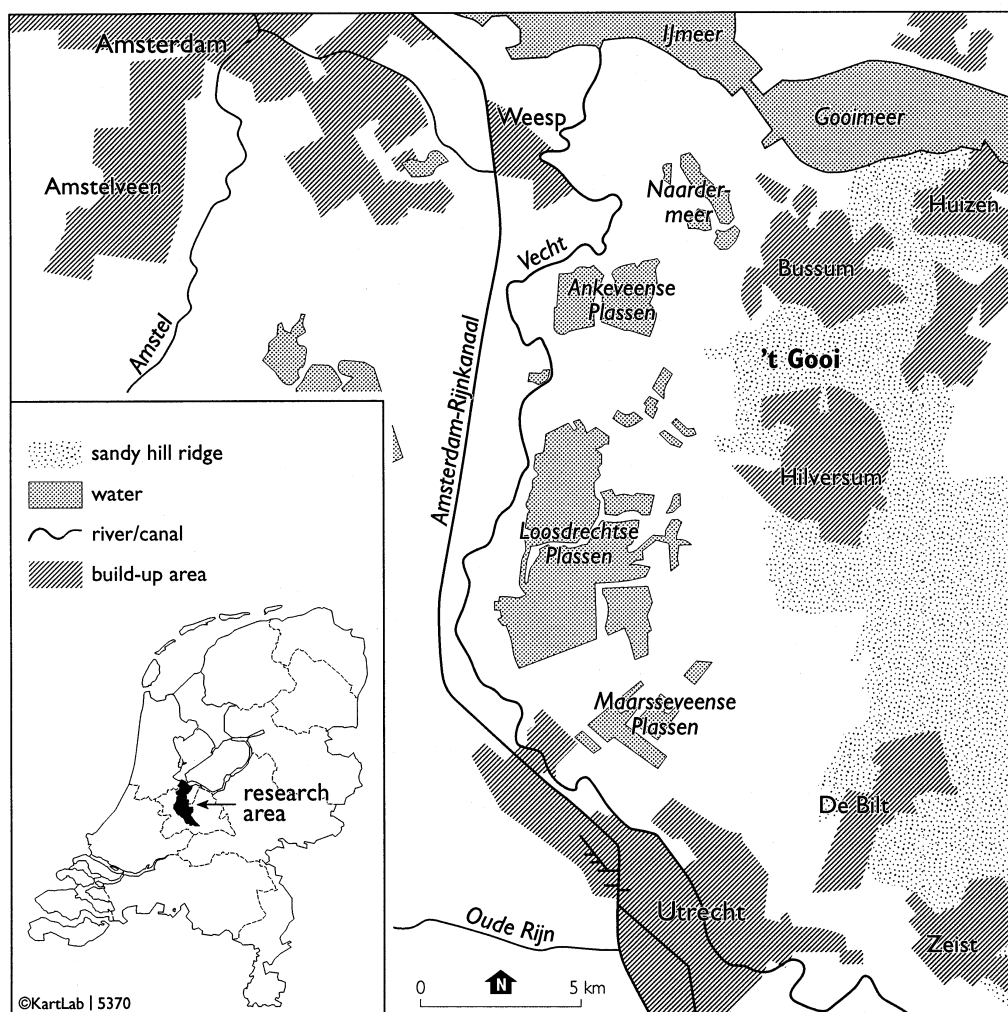 Amsterdam
IJmeer
Gooimeer
Weesp
Amstelveen
Naarder-
meer
Huizen
Vecht
Bussum
Ankeveense
Plassen
Amstel
't Gooi
Amsterdam-Rijnkanaal
Hilversum
Loosdrechtse
Plassen
Maarsseveense
Plassen
De Bilt
Utrecht
Oude Rijn
Zeist
sandy hill ridge
water
river/canal
build-up area
research
area
©KartLab | 5370
0
N
5 km